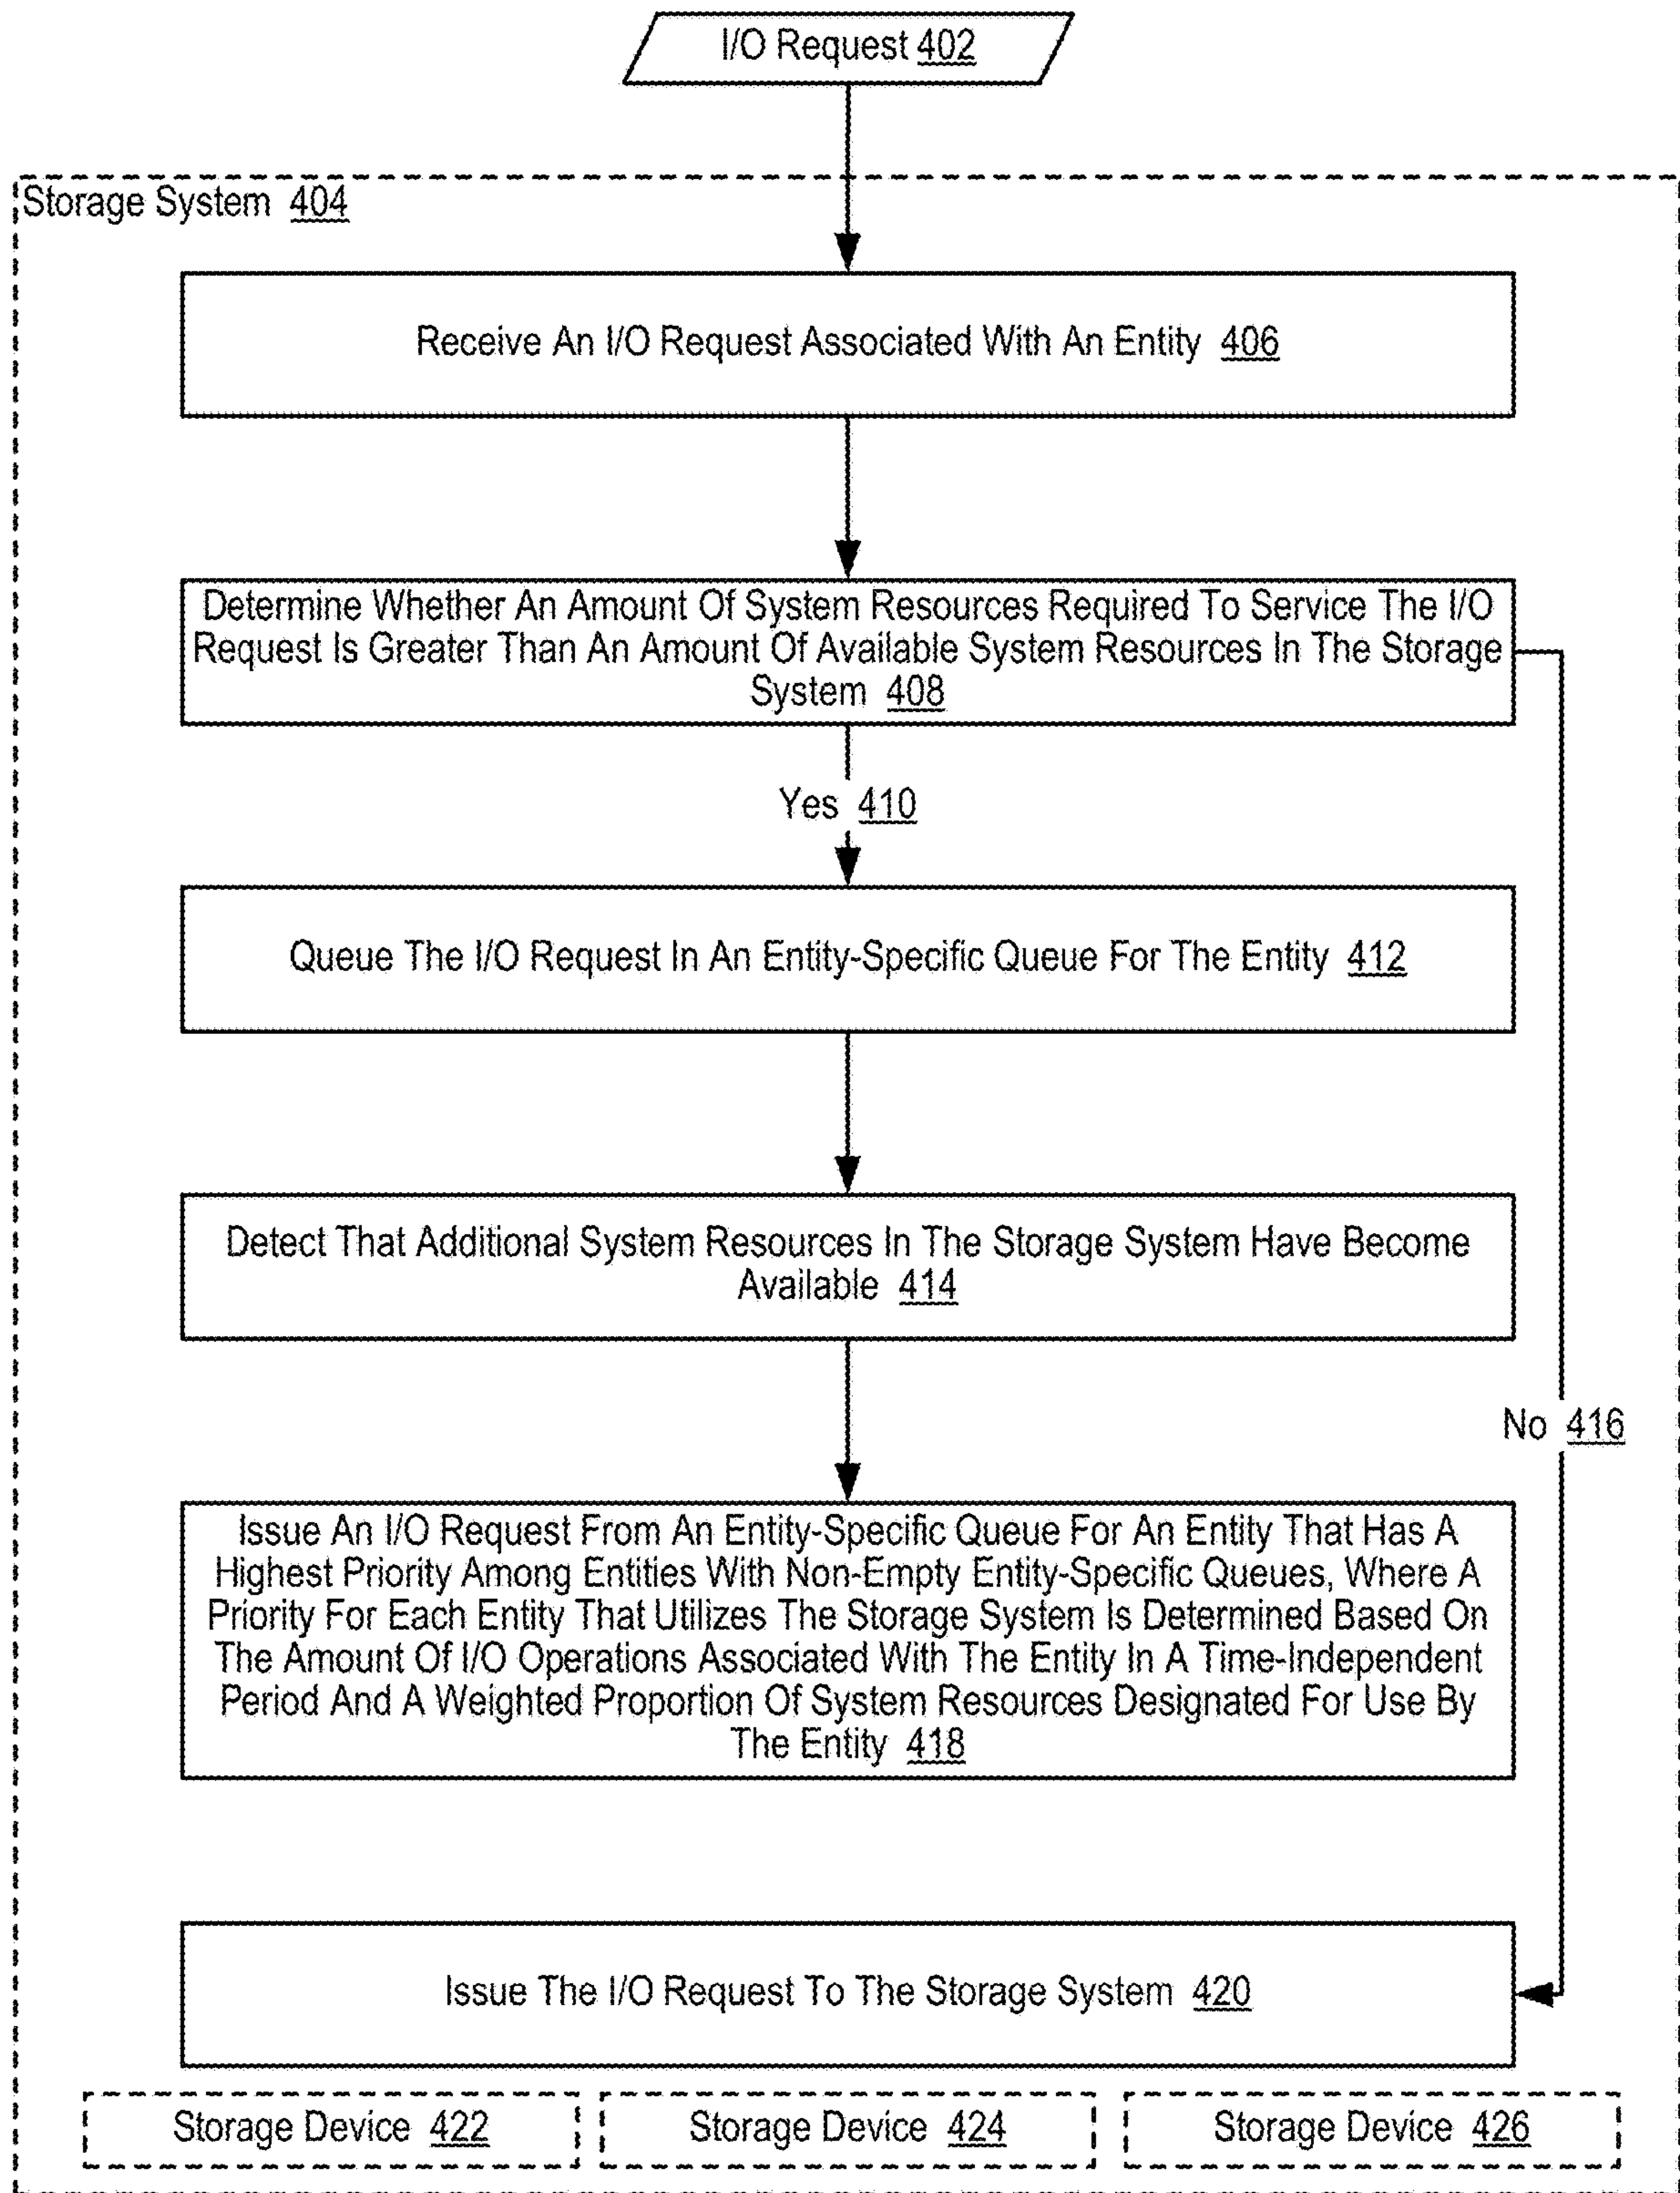 I/O Request 402
Storage System 404
Receive An I/O Request Associated With An Entity 406
Determine Whether An Amount Of System Resources Required To Service The I/O
Request Is Greater Than An Amount Of Available System Resources In The Storage
System 408
Yes 410
Queue The I/O Request In An Entity-Specific Queue For The Entity 412
Detect That Additional System Resources In The Storage System Have Become
Available 414
No 416
Issue An I/O Request From An Entity-Specific Queue For An Entity That Has A
Highest Priority Among Entities With Non-Empty Entity-Specific Queues, Where A
Priority For Each Entity That Utilizes The Storage System Is Determined Based On
The Amount Of I/O Operations Associated With The Entity In A Time-Independent
Period And A Weighted Proportion Of System Resources Designated For Use By
The Entity 418
Issue The I/O Request To The Storage System 420
Storage Device 422
Storage Device 424
Storage Device 426